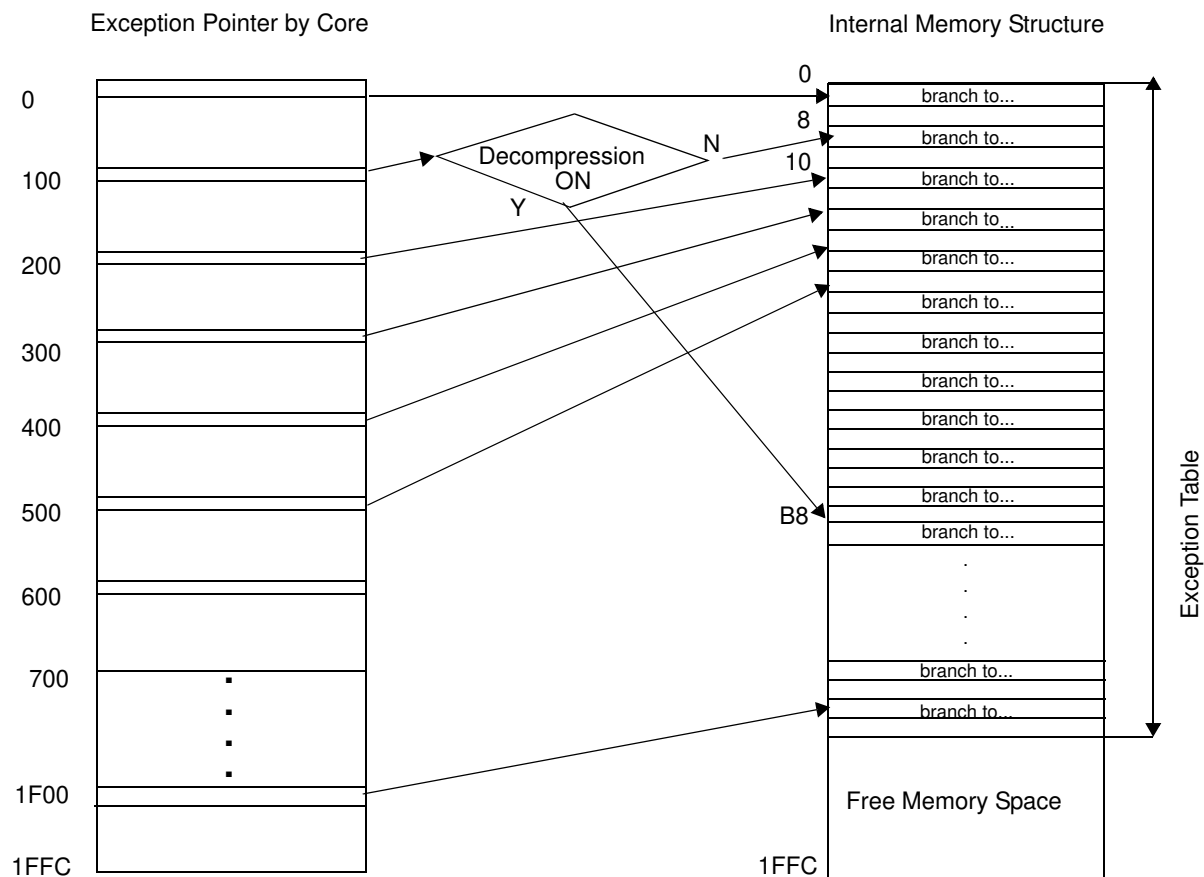 Exception Pointer by Core
Internal Memory Structure
0
100
200
300
400
500
600
700
.
.
.
.
1F00
1FFC
Decompression
ON
N
Y
0
8
10
B8
1FFC
branch to...
branch to...
branch to...
branch to...
branch to...
branch to...
branch to...
branch to...
branch to...
branch to...
branch to...
branch to...
.
.
.
.
branch to...
branch to...
Free Memory Space
Exception Table